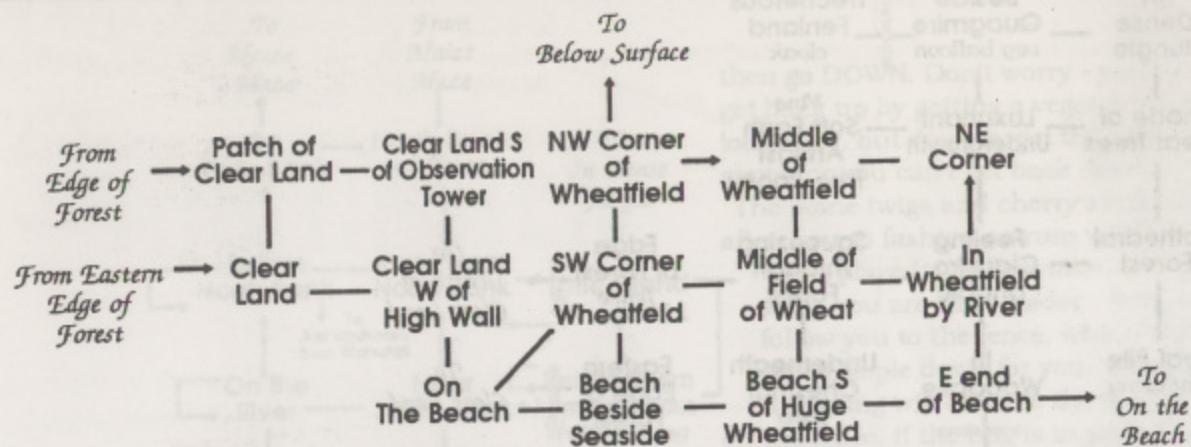 To
Below Surface
From
Edge of
Forest
Patch of
Clear Land
Clear Land S
of Observation
Tower
NW Corner
of
Wheatfield
Middle
of
Wheatfield
NE
Corner
From Eastern
Edge of
Forest
Clear
Land
Clear Land
W of
High Wall
SW Corner
of
Wheatfeld
Middle of
Field
of Wheat
In
Wheatfield
by River
On
The Beach
Beach
Beside
Seaside
Beach S
of Huge
Wheatfield
E end
of Beach
To
On the
Beach